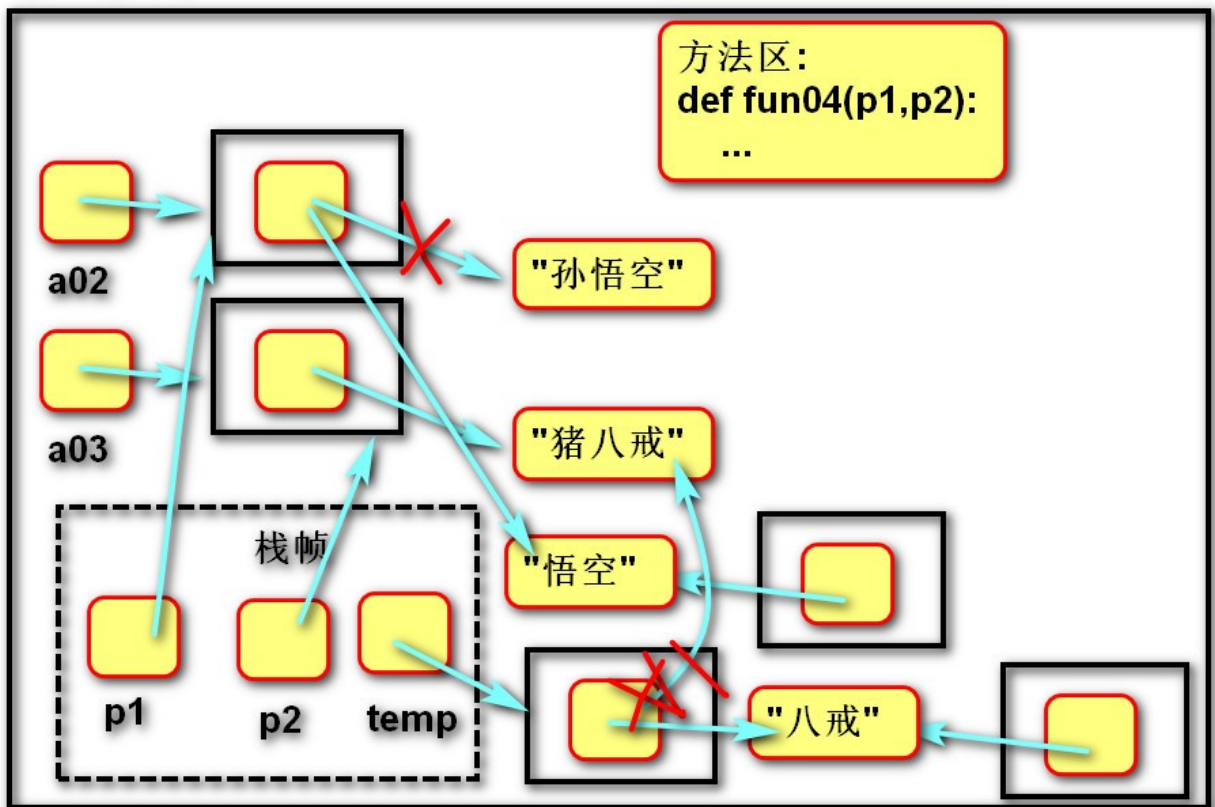 方法区:
def fun04(p1,p2):
...
a02
"孙悟空"
a03
"猪八戒"
栈帧
"悟空"
p1
p2
temp
"八戒"